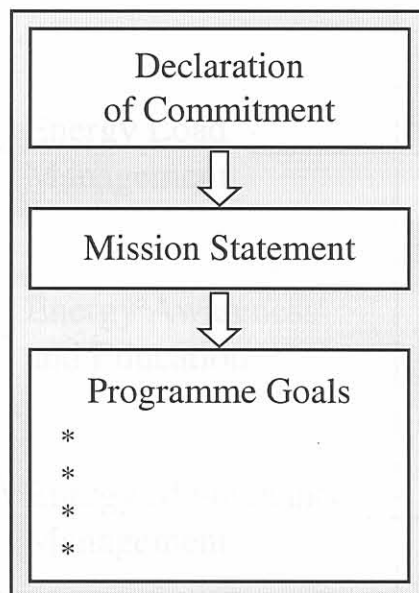 Declaration
of Commitment
Mission Statement
Programme Goals
*
*
*
*